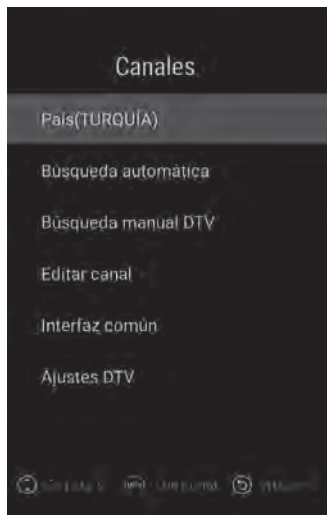 Canales
País(TURQUÍA)
Búsqueda automática
Búsqueda manual DTV
Editar canal
Interfaz común
Ajustes DTV